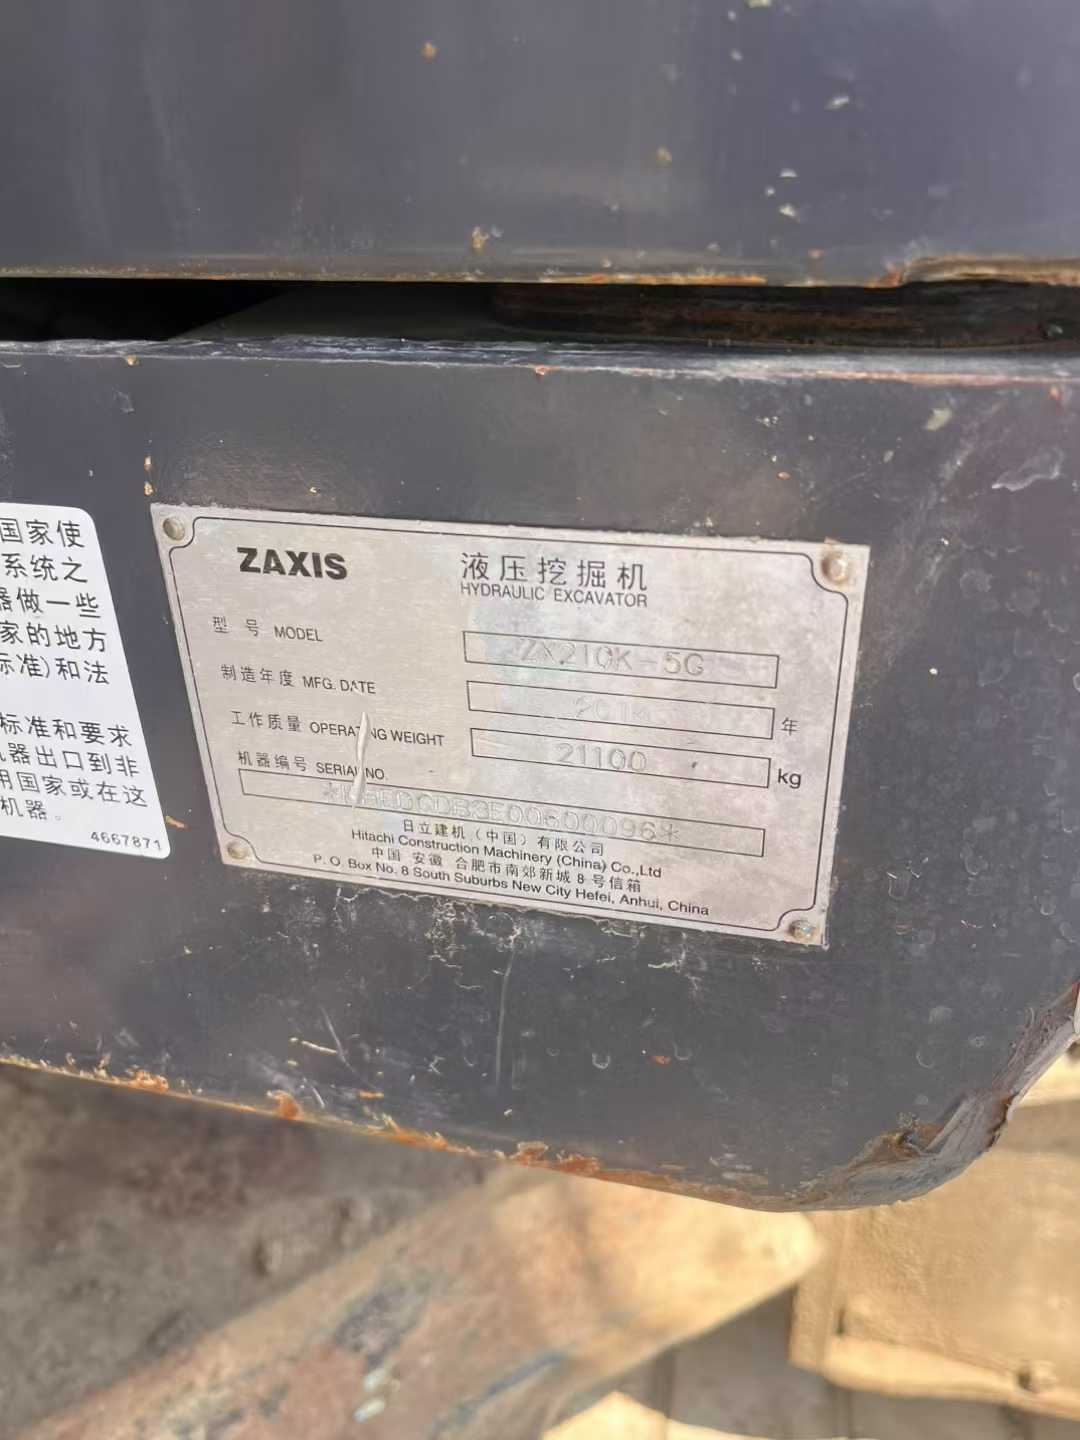 国家使
系统之
器做一些
家的地方
标准)和法
标准和要求
机器出口到非
用国家或在这
机器。
4667871
ZAXIS
液压挖掘机
HYDRAULIC EXCAVATOR
型号 MODEL ZX210K-5G
制造年度 MFG. DATE 年
工作质量 OPERATING WEIGHT 21100 kg
机器编号 SERIAL NO.
日立建机（中国）有限公司
Hitachi Construction Machinery (China) Co.,Ltd
中国 安徽 合肥市南郊新城 8 号信箱
P. O. Box No. 8 South Suburbs New City Hefei, Anhui, China